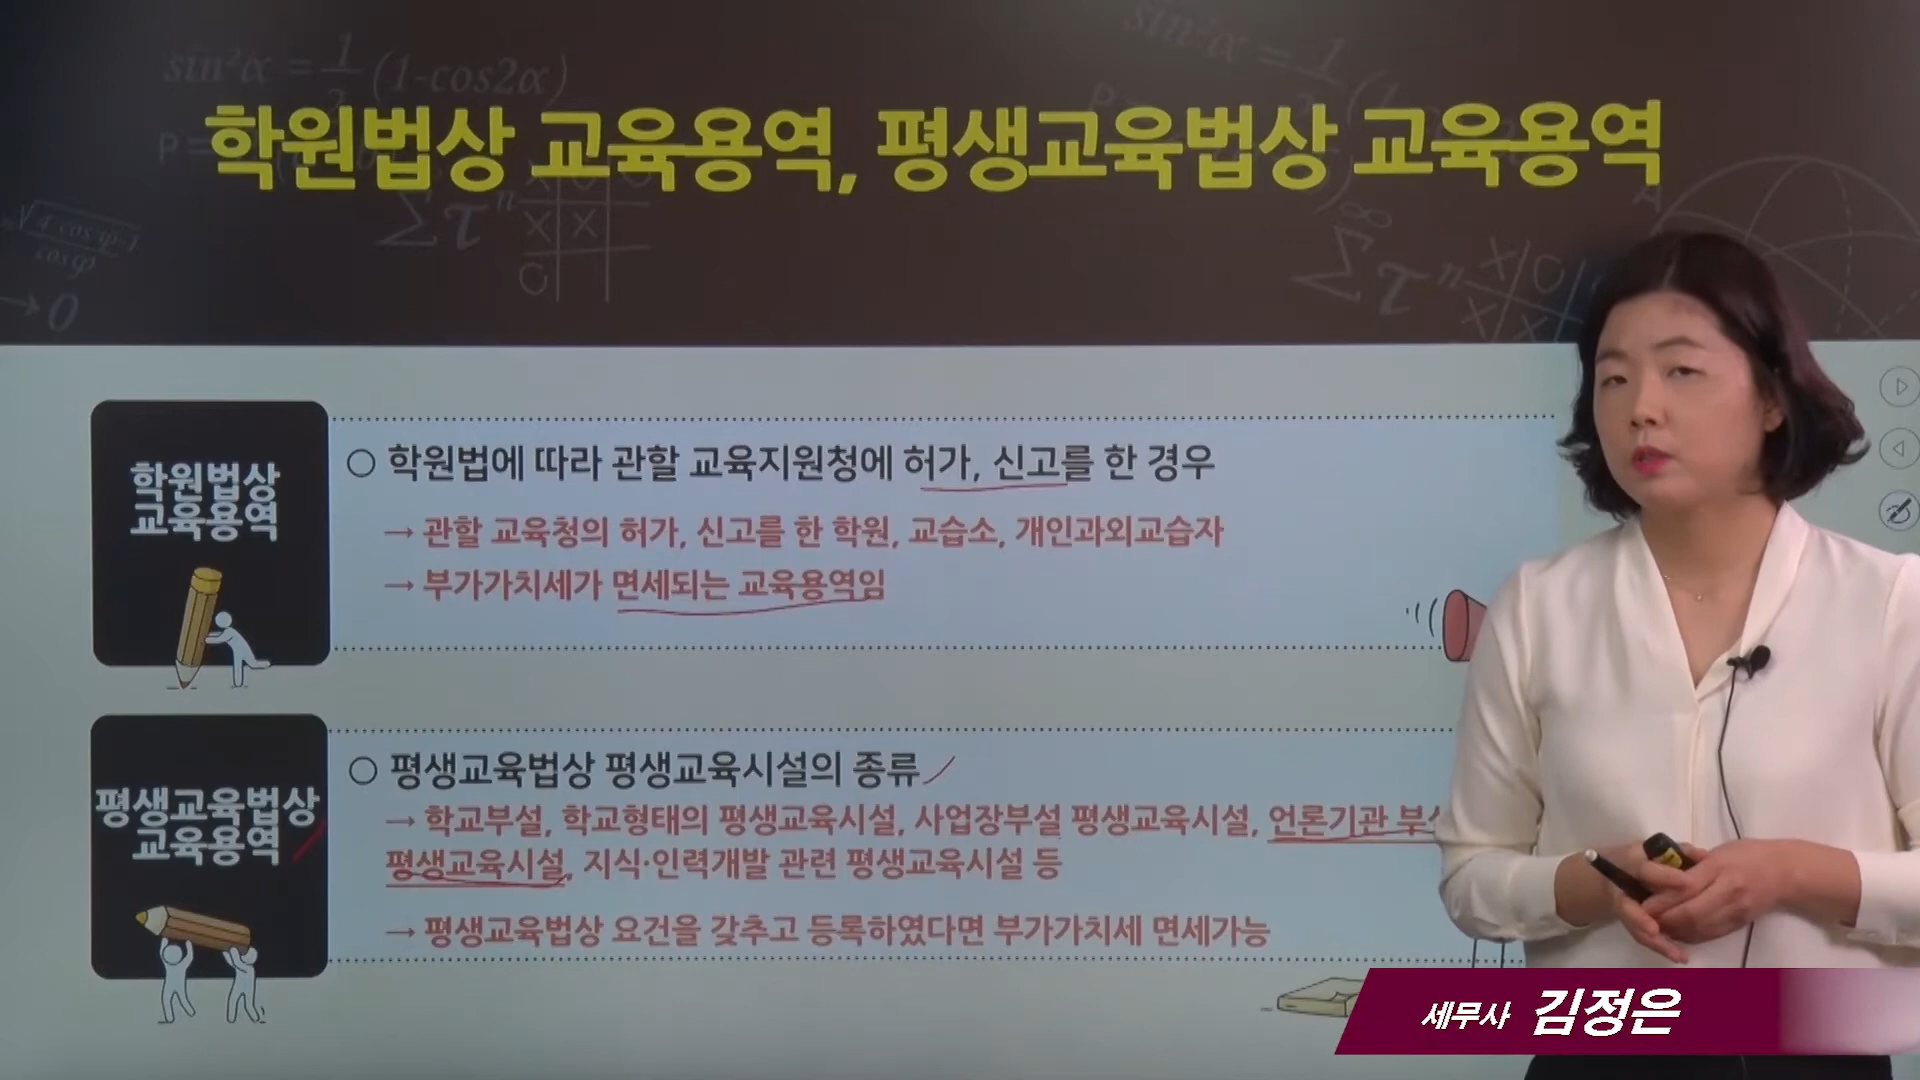 sin²α = 1/2 (1-cos2α)
학원법상 교육용역, 평생교육법상 교육용역
학원법상
교육용역
○ 학원법에 따라 관할 교육지원청에 허가, 신고를 한 경우
→ 관할 교육청의 허가, 신고를 한 학원, 교습소, 개인과외교습자
→ 부가가치세가 면세되는 교육용역임
평생교육법상
교육용역
○ 평생교육법상 평생교육시설의 종류
→ 학교부설, 학교형태의 평생교육시설, 사업장부설 평생교육시설, 언론기관
평생교육시설, 지식·인력개발 관련 평생교육시설 등
→ 평생교육법상 요건을 갖추고 등록하였다면 부가가치세 면세가능
세무사 김정은